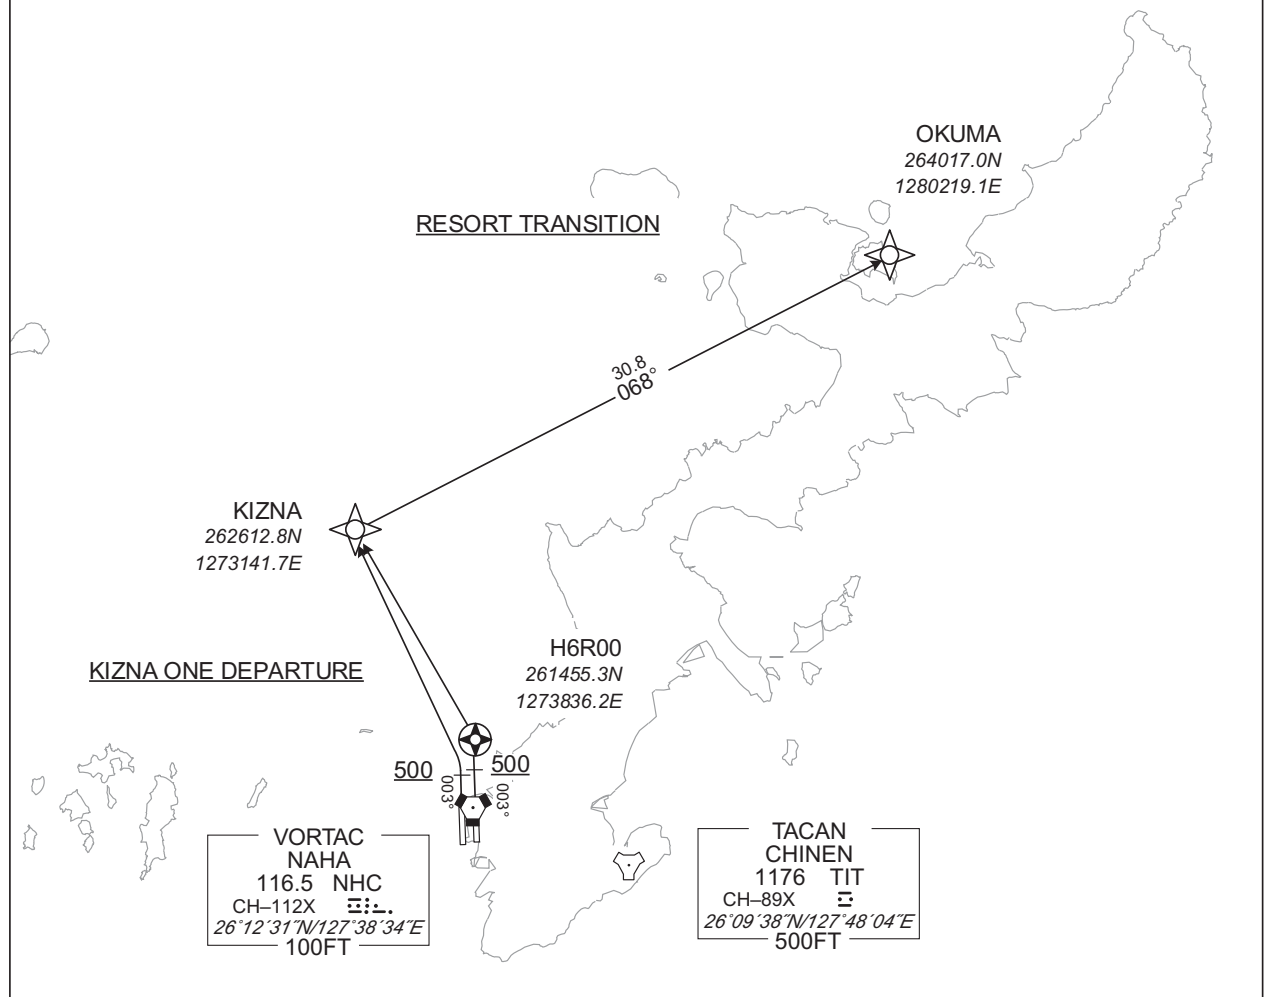 OKUMA
264017.0N
1280219.1E
RESORT TRANSITION
30.8
068°
KIZNA
262612.8N
1273141.7E
H6R00
261455.3N
1273836.2E
KIZNA ONE DEPARTURE
500
500
003°
003°
VORTAC
NAHA
116.5 NHC
CH–112X
26°12´31˝N/127°38´34˝E
100FT
TACAN
CHINEN
1176 TIT
CH–89X
26°09´38˝N/127°48´04˝E
500FT